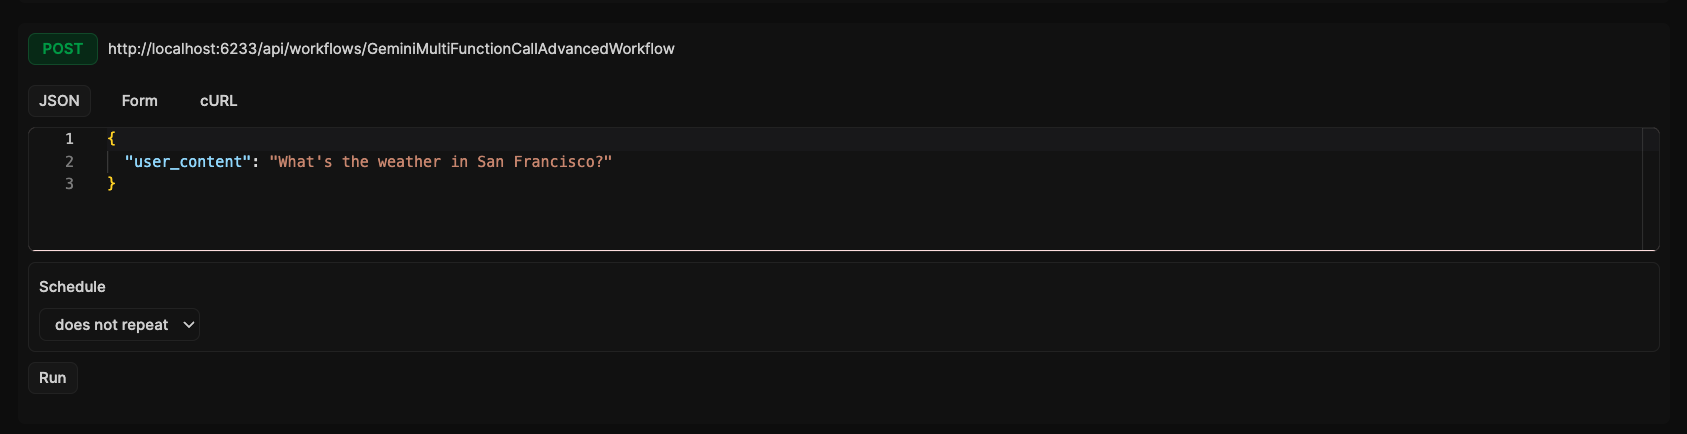 POST http://localhost:6233/api/workflows/GeminiMultiFunctionCallAdvancedWorkflow
JSON Form cURL
1 {
2 "user_content": "What's the weather in San Francisco?"
3 }
Schedule
does not repeat
Run